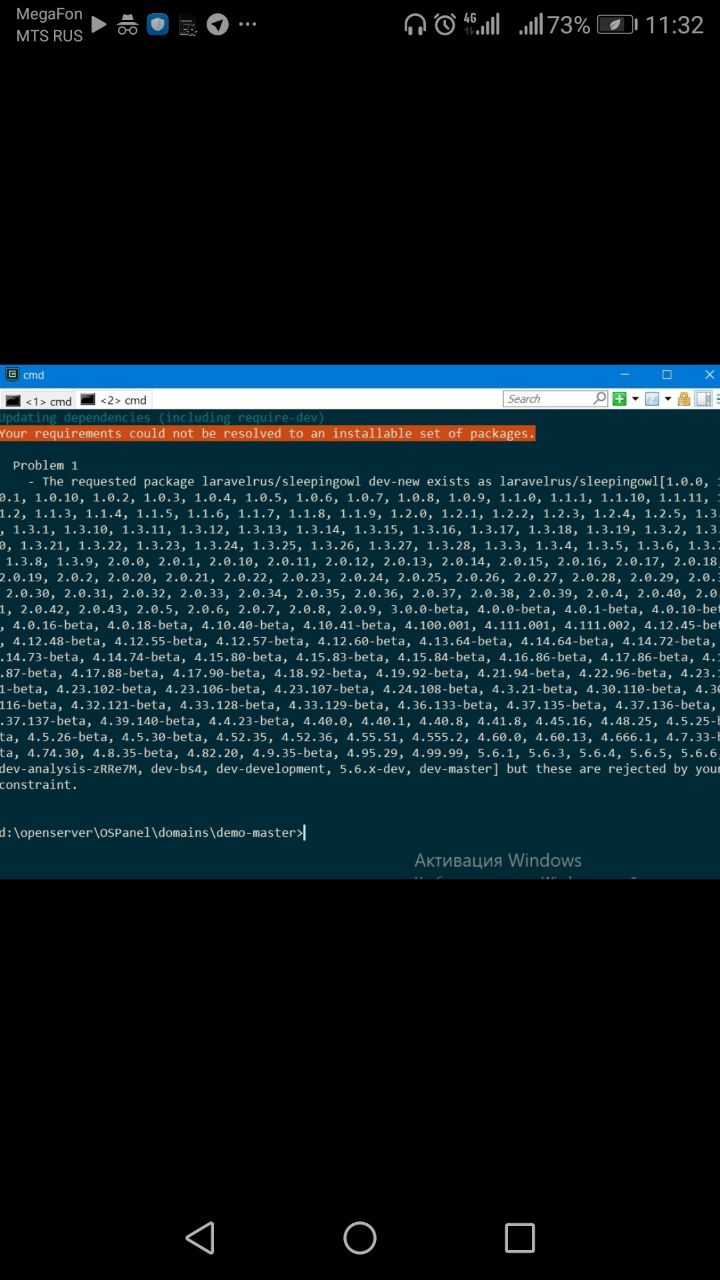 MegaFon
MTS RUS
4G 73% 11:32
cmd
<1> cmd <2> cmd Search
Updating dependencies (including require-dev)
Your requirements could not be resolved to an installable set of packages.
Problem 1
- The requested package laravelrus/sleepingowl dev-new exists as laravelrus/sleepingowl[1.0.0, 1
0.1, 1.0.10, 1.0.2, 1.0.3, 1.0.4, 1.0.5, 1.0.6, 1.0.7, 1.0.8, 1.0.9, 1.1.0, 1.1.1, 1.1.10, 1.1.11,
1.2, 1.1.3, 1.1.4, 1.1.5, 1.1.6, 1.1.7, 1.1.8, 1.1.9, 1.2.0, 1.2.1, 1.2.2, 1.2.3, 1.2.4, 1.2.5, 1.3
, 1.3.1, 1.3.10, 1.3.11, 1.3.12, 1.3.13, 1.3.14, 1.3.15, 1.3.16, 1.3.17, 1.3.18, 1.3.19, 1.3.2, 1.3
0, 1.3.21, 1.3.22, 1.3.23, 1.3.24, 1.3.25, 1.3.26, 1.3.27, 1.3.28, 1.3.3, 1.3.4, 1.3.5, 1.3.6, 1.3.7
1.3.8, 1.3.9, 2.0.0, 2.0.1, 2.0.10, 2.0.11, 2.0.12, 2.0.13, 2.0.14, 2.0.15, 2.0.16, 2.0.17, 2.0.18
2.0.19, 2.0.2, 2.0.20, 2.0.21, 2.0.22, 2.0.23, 2.0.24, 2.0.25, 2.0.26, 2.0.27, 2.0.28, 2.0.29, 2.0.
2.0.30, 2.0.31, 2.0.32, 2.0.33, 2.0.34, 2.0.35, 2.0.36, 2.0.37, 2.0.38, 2.0.39, 2.0.4, 2.0.40, 2.0.
1, 2.0.42, 2.0.43, 2.0.5, 2.0.6, 2.0.7, 2.0.8, 2.0.9, 3.0.0-beta, 4.0.0-beta, 4.0.1-beta, 4.0.10-be
, 4.0.16-beta, 4.0.18-beta, 4.10.40-beta, 4.10.41-beta, 4.100.001, 4.111.001, 4.111.002, 4.12.45-be
, 4.12.48-beta, 4.12.55-beta, 4.12.57-beta, 4.12.60-beta, 4.13.64-beta, 4.14.64-beta, 4.14.72-beta,
.14.73-beta, 4.14.74-beta, 4.15.80-beta, 4.15.83-beta, 4.15.84-beta, 4.16.86-beta, 4.17.86-beta, 4.1
.87-beta, 4.17.88-beta, 4.17.90-beta, 4.18.92-beta, 4.19.92-beta, 4.21.94-beta, 4.22.96-beta, 4.23.1
1-beta, 4.23.102-beta, 4.23.106-beta, 4.23.107-beta, 4.24.108-beta, 4.3.21-beta, 4.30.110-beta, 4.30
116-beta, 4.32.121-beta, 4.33.128-beta, 4.33.129-beta, 4.36.133-beta, 4.37.135-beta, 4.37.136-beta,
.37.137-beta, 4.39.140-beta, 4.4.23-beta, 4.40.0, 4.40.1, 4.40.8, 4.41.8, 4.45.16, 4.48.25, 4.5.25-b
, 4.5.26-beta, 4.5.30-beta, 4.52.35, 4.52.36, 4.55.51, 4.555.2, 4.60.0, 4.60.13, 4.666.1, 4.7.33-b
ta, 4.74.30, 4.8.35-beta, 4.82.20, 4.9.35-beta, 4.95.29, 4.99.99, 5.6.1, 5.6.3, 5.6.4, 5.6.5, 5.6.6
dev-analysis-zRRe7M, dev-bs4, dev-development, 5.6.x-dev, dev-master] but these are rejected by your
constraint.
d:\openserver\OSPanel\domains\demo-master>
Активация Windows